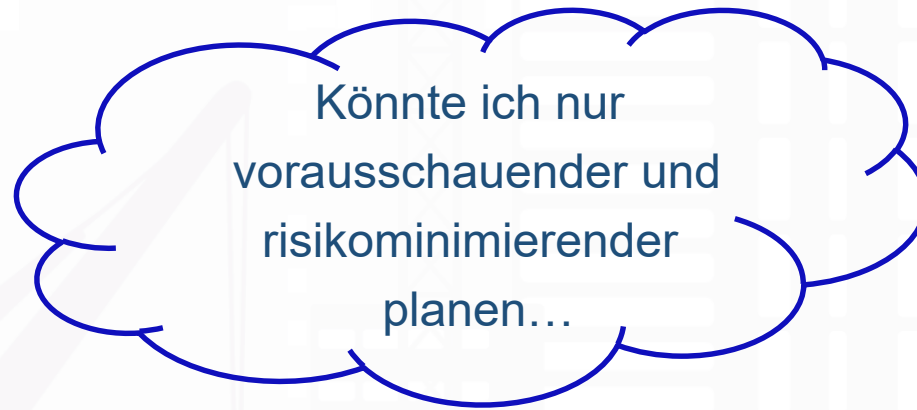 Könnte ich nur
vorausschauender und
risikominimierender
planen…